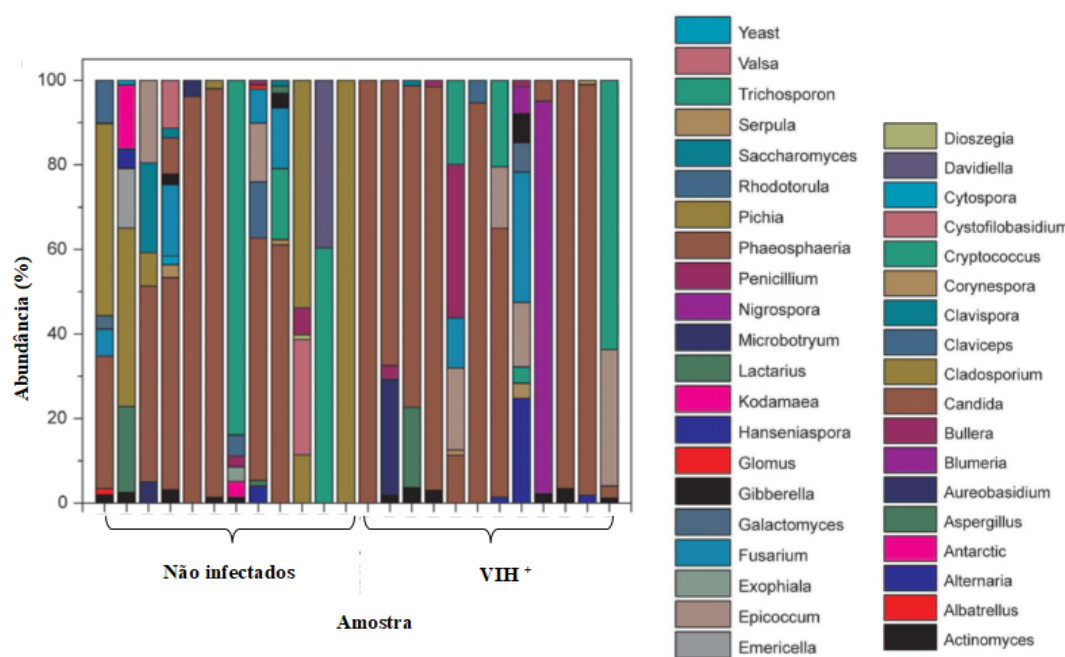 Abundância (%)
100
80
60
40
20
0
Não infectados
VIH +
Amostra
Yeast
Valsa
Trichosporon
Serpula
Saccharomyces
Rhodotorula
Pichia
Phaeosphaeria
Penicillium
Nigrospora
Microbotryum
Lactarius
Kodamaea
Hanseniaspora
Glomus
Gibberella
Galactomyces
Fusarium
Exophiala
Epicoccum
Emericella
Dioszegia
Davidiella
Cytospora
Cystofilobasidium
Cryptococcus
Corynespora
Clavispora
Claviceps
Cladosporium
Candida
Bullera
Blumeria
Aureobasidium
Aspergillus
Antarctic
Alternaria
Albatrellus
Actinomyces